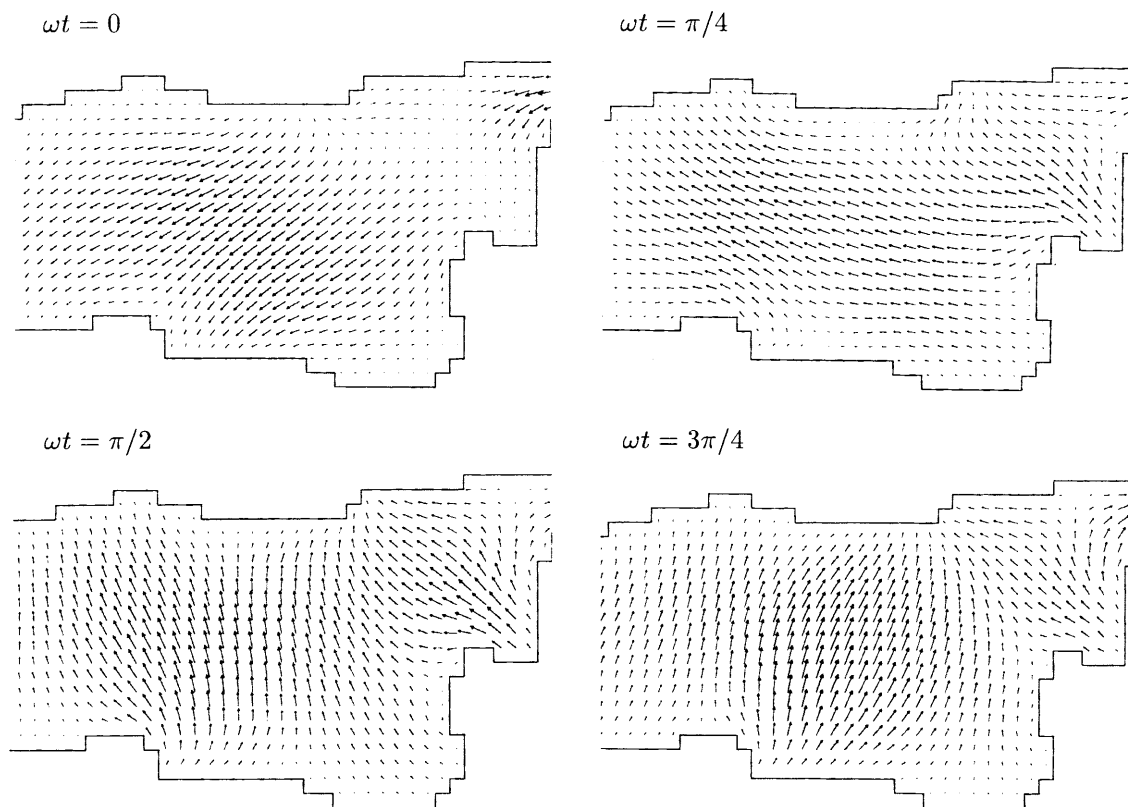 ωt = 0
ωt = π/4
ωt = π/2
ωt = 3π/4